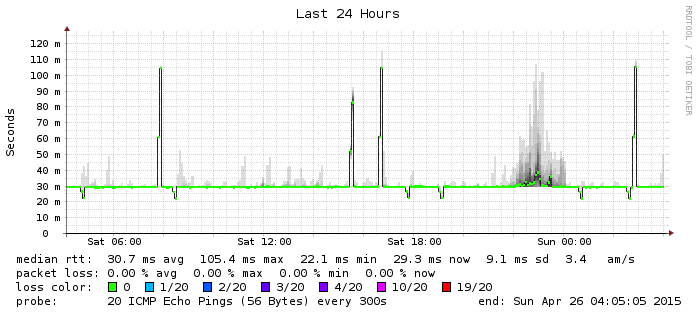 Last 24 Hours
RRDTOOL / TOBI OETIKER
Seconds
120 m
110 m
100 m
90 m
80 m
70 m
60 m
50 m
40 m
30 m
20 m
10 m
0
Sat 06:00 Sat 12:00 Sat 18:00 Sun 00:00
median rtt: 30.7 ms avg 105.4 ms max 22.1 ms min 29.3 ms now 9.1 ms sd 3.4 am/s
packet loss: 0.00 % avg 0.00 % max 0.00 % min 0.00 % now
loss color: 0 1/20 2/20 3/20 4/20 10/20 19/20
probe: 20 ICMP Echo Pings (56 Bytes) every 300s end: Sun Apr 26 04:05:05 2015